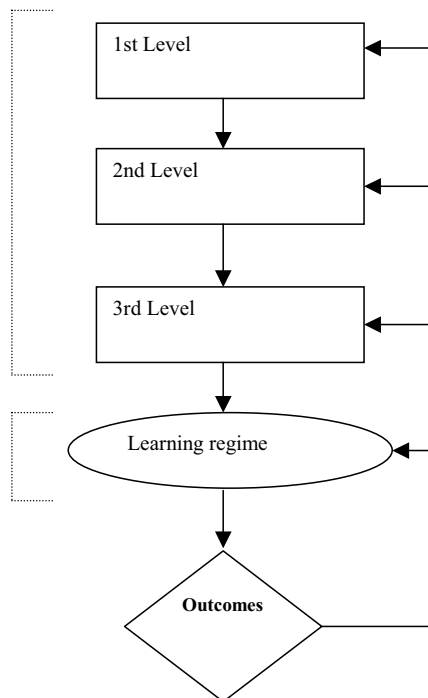 1st Level
2nd Level
3rd Level
Learning regime
Outcomes